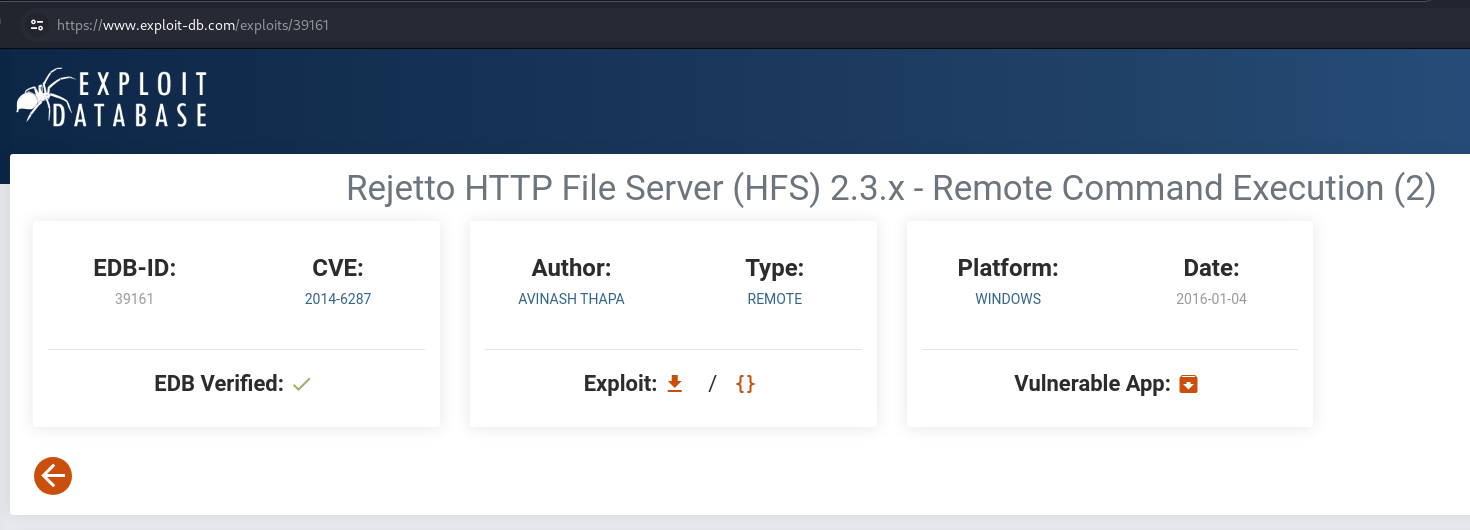 https://www.exploit-db.com/exploits/39161
EXPLOIT
DATABASE
Rejetto HTTP File Server (HFS) 2.3.x - Remote Command Execution (2)
EDB-ID:
39161
CVE:
2014-6287
EDB Verified:
Author:
AVINASH THAPA
Type:
REMOTE
Exploit: / {}
Platform:
WINDOWS
Date:
2016-01-04
Vulnerable App: